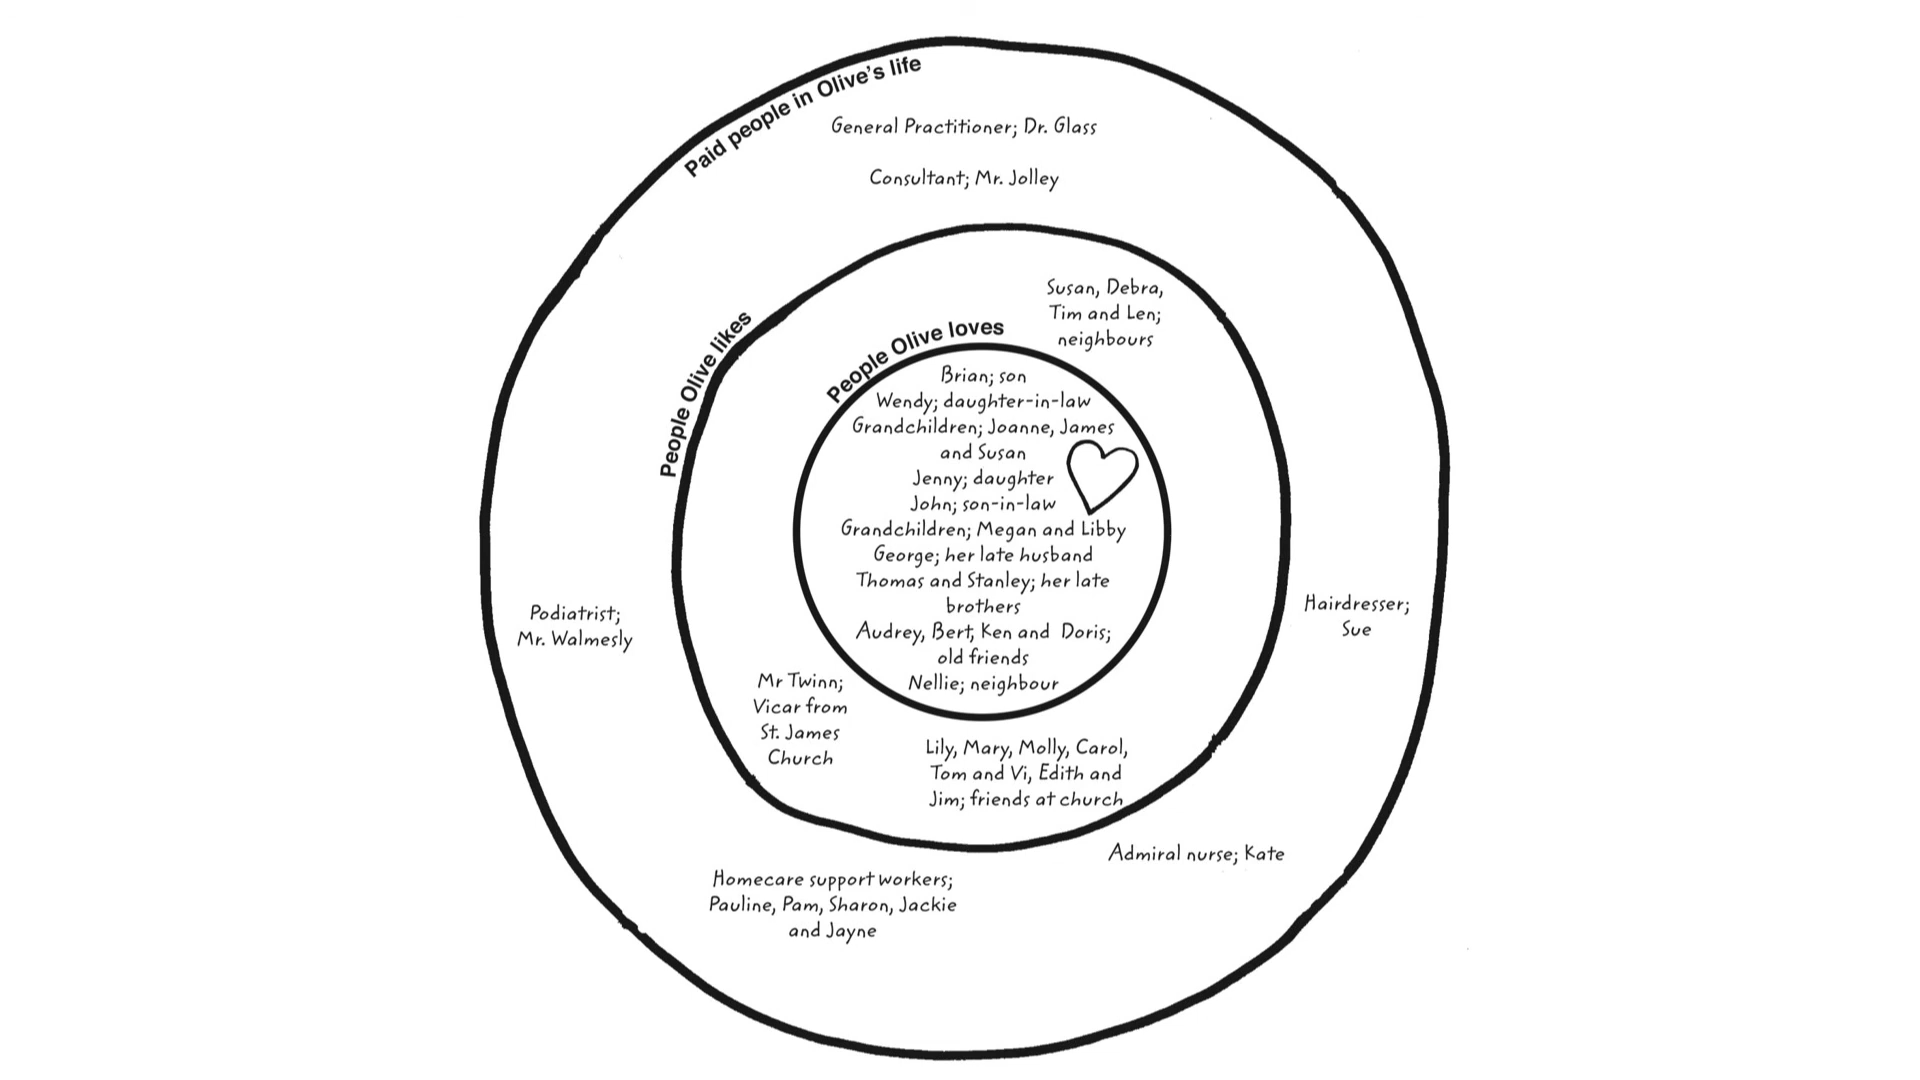 Paid people in Olive's life
General Practitioner; Dr. Glass
Consultant; Mr. Jolley
People Olive likes
Susan, Debra,
Tim and Len;
neighbours
People Olive loves
Brian; son
Wendy; daughter-in-law
Grandchildren; Joanne, James
and Susan
Jenny; daughter
John; son-in-law
Grandchildren; Megan and Libby
George; her late husband
Thomas and Stanley; her late
brothers
Audrey, Bert, Ken and Doris;
old friends
Nellie; neighbour
Podiatrist;
Mr. Walmesly
Hairdresser;
Sue
Mr Twinn;
Vicar from
St. James
Church
Lily, Mary, Molly, Carol,
Tom and Vi, Edith and
Jim; friends at church
Admiral nurse; Kate
Homecare support workers;
Pauline, Pam, Sharon, Jackie
and Jayne